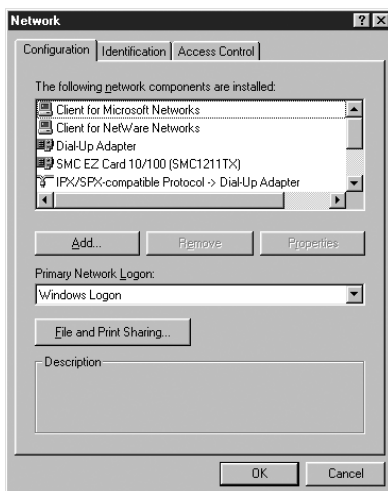 Network
Configuration Identification Access Control
The following network components are installed:
Client for Microsoft Networks
Client for NetWare Networks
Dial-Up Adapter
SMC EZ Card 10/100 (SMC1211TX)
IPX/SPX-compatible Protocol -> Dial-Up Adapter
Add... Remove Properties
Primary Network Logon:
Windows Logon
File and Print Sharing...
Description
OK Cancel